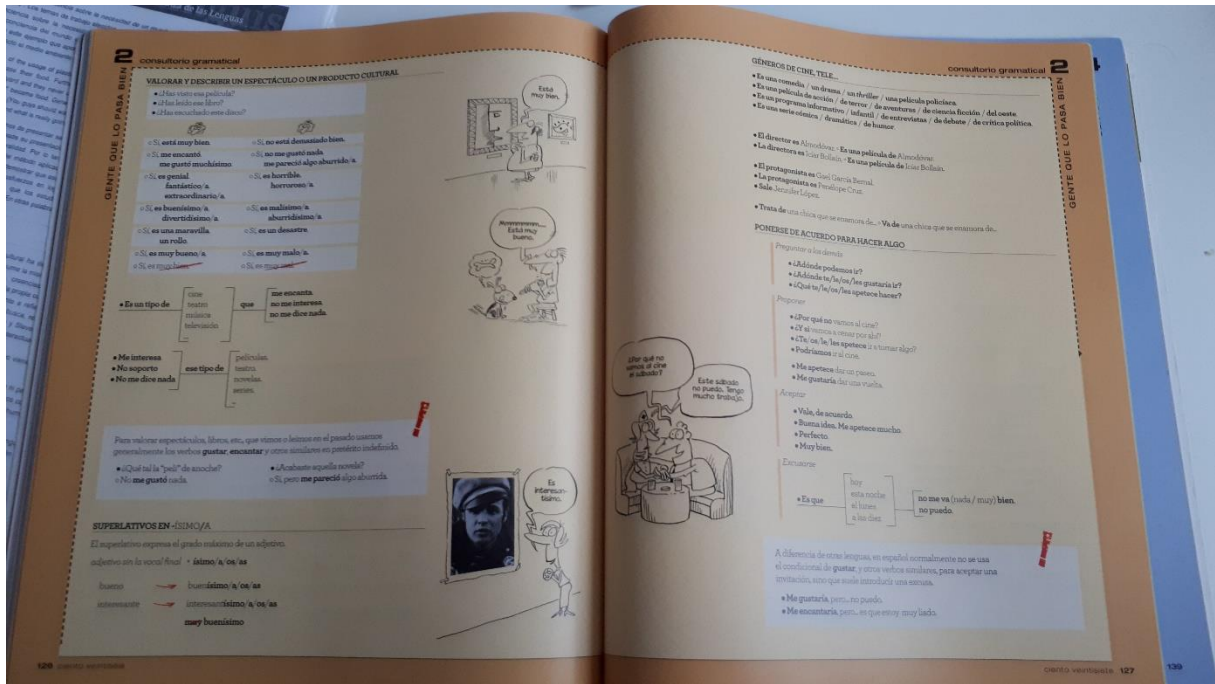 de las Lenguas
2
consultorio gramatical
GENTE QUE LO PASA BIEN
VALORAR Y DESCRIBIR UN ESPECTÁCULO O UN PRODUCTO CULTURAL
• ¿Has visto esa película?
• ¿Has leído ese libro?
• ¿Has escuchado este disco?
○ Sí, está muy bien.
○ Sí, no está demasiado bien.
○ Sí, me encantó.
me gustó muchísimo.
○ Sí, no me gustó nada.
me pareció algo aburrido/a.
○ Sí, es genial.
fantástico/a.
extraordinario/a.
○ Sí, es horrible.
horroroso/a.
○ Sí, es buenísimo/a.
divertidísimo/a.
○ Sí, es malísimo/a.
aburridísimo/a.
○ Sí, es una maravilla.
un rollo.
○ Sí, es un desastre.
○ Sí, es muy bueno/a.
○ Sí, es muy malo/a.
○ Sí, es muy bien.
○ Sí, es muy mal.
• Es un tipo de
cine
teatro
música
televisión
...
que
me encanta.
no me interesa.
no me dice nada.
• Me interesa
• No soporto
• No me dice nada
ese tipo de
películas.
teatro.
novelas.
series.
...
Para valorar espectáculos, libros, etc., que vimos o leímos en el pasado usamos
generalmente los verbos gustar, encantar y otros similares en pretérito indefinido.
• ¿Qué tal la "peli" de anoche?
○ No me gustó nada.
• ¿Acabaste aquella novela?
○ Sí, pero me pareció algo aburrida.
SUPERLATIVOS EN -ÍSIMO/A
El superlativo expresa el grado máximo de un adjetivo.
adjetivo sin la vocal final + ísimo/a/os/as
bueno
buenísimo/a/os/as
interesante
interesantísimo/a/os/as
muy buenísimo
Está
muy bien.
Mmmmmmmm...
Está muy
bueno.
Es
interesan-
tísimo.
126 ciento veintiséis
consultorio gramatical
2
GENTE QUE LO PASA BIEN
GÉNEROS DE CINE, TELE...
• Es una comedia / un drama / un thriller / una película policíaca.
• Es una película de acción / de terror / de aventuras / de ciencia ficción / del oeste.
• Es un programa informativo / infantil / de entrevistas / de debate / de crítica política.
• Es una serie cómica / dramática / de humor.
• El director es Almodóvar. = Es una película de Almodóvar.
• La directora es Icíar Bollaín. = Es una película de Icíar Bollaín.
• El protagonista es Gael García Bernal.
• La protagonista es Penélope Cruz.
• Sale Jennifer López.
• Trata de una chica que se enamora de... = Va de una chica que se enamora de...
PONERSE DE ACUERDO PARA HACER ALGO
Preguntar a los demás
• ¿Adónde podemos ir?
• ¿Adónde te/le/os/les gustaría ir?
• ¿Qué te/le/os/les apetece hacer?
Proponer
• ¿Por qué no vamos al cine?
• ¿Y si vamos a cenar por ahí?
• ¿Te/os/le/les apetece ir a tomar algo?
• Podríamos ir al cine.
• Me apetece dar un paseo.
• Me gustaría dar una vuelta.
Aceptar
• Vale, de acuerdo.
• Buena idea. Me apetece mucho.
• Perfecto.
• Muy bien.
Excusarse
• Es que
hoy
esta noche
el lunes
a las diez
no me va (nada / muy) bien.
no puedo.
¿Por qué no
vamos al cine
el sábado?
Este sábado
no puedo. Tengo
mucho trabajo.
A diferencia de otras lenguas, en español normalmente no se usa
el condicional de gustar, y otros verbos similares, para aceptar una
invitación, sino que suele introducir una excusa.
• Me gustaría, pero... no puedo.
• Me encantaría, pero... es que estoy muy liado.
ciento veintisiete 127
139